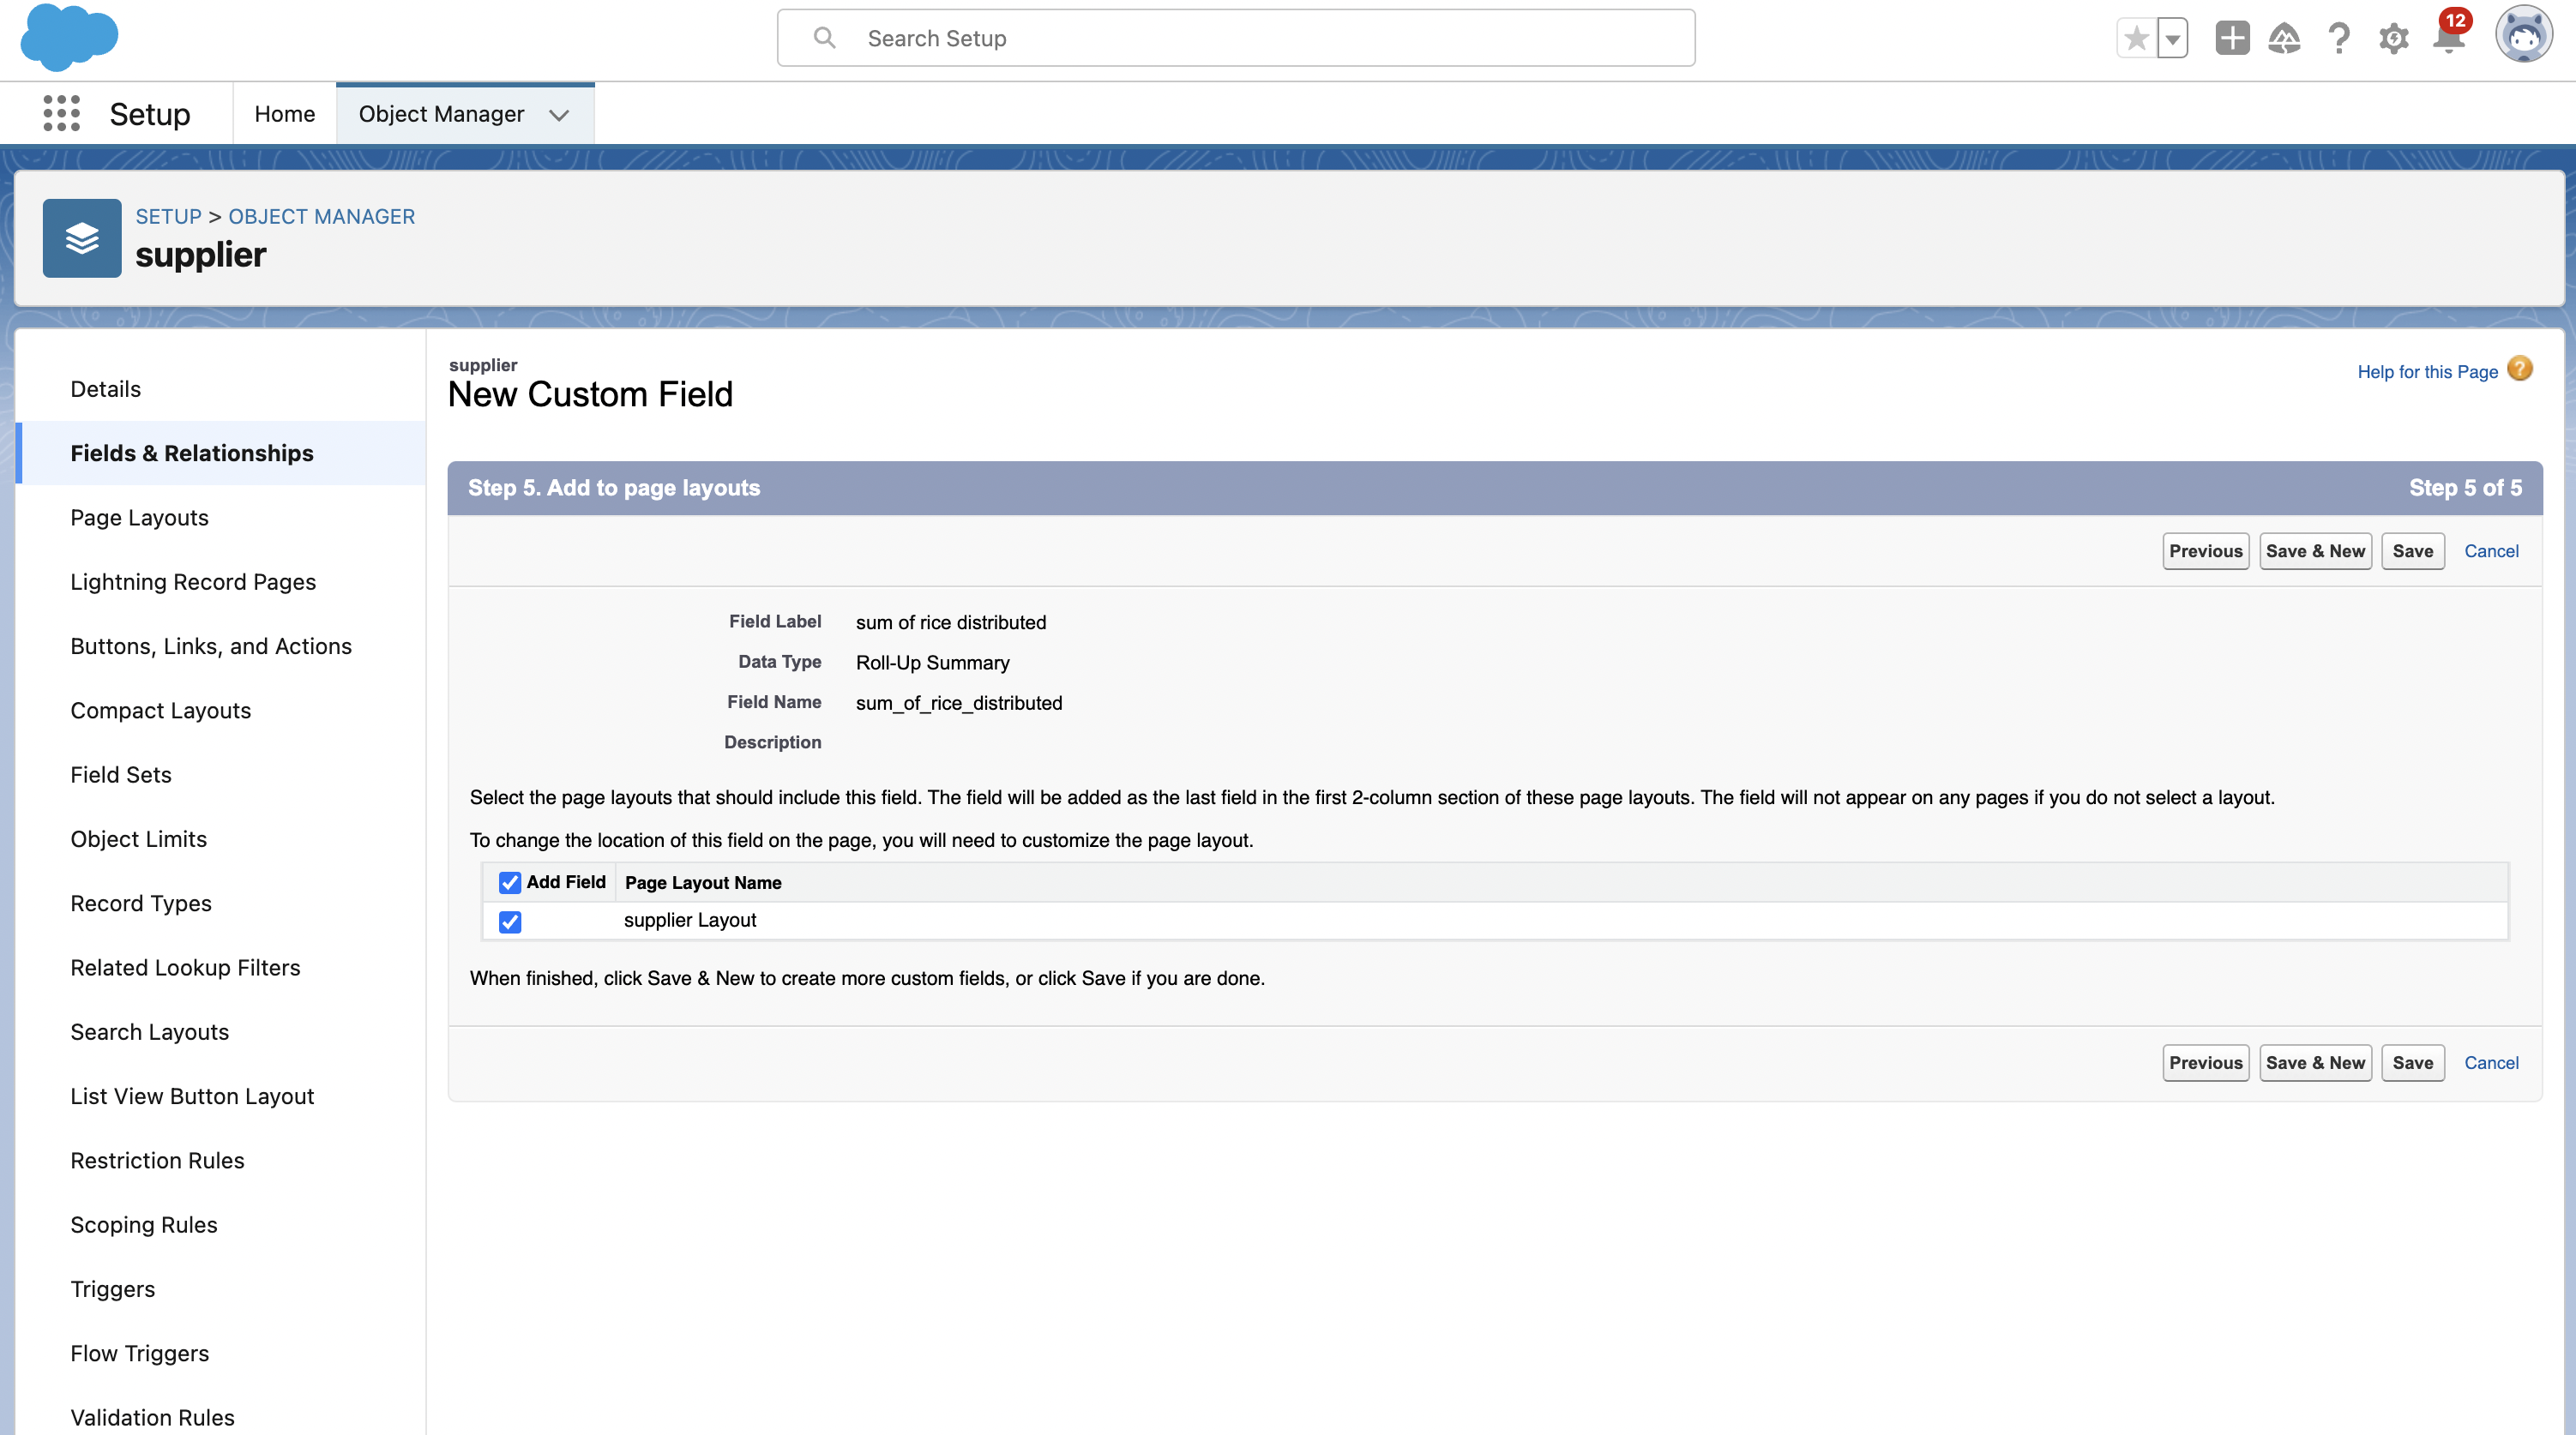 Search Setup
12
Setup
Home
Object Manager
SETUP > OBJECT MANAGER
supplier
Details
Fields & Relationships
Page Layouts
Lightning Record Pages
Buttons, Links, and Actions
Compact Layouts
Field Sets
Object Limits
Record Types
Related Lookup Filters
Search Layouts
List View Button Layout
Restriction Rules
Scoping Rules
Triggers
Flow Triggers
Validation Rules
supplier
New Custom Field
Help for this Page ?
Step 5. Add to page layouts
Step 5 of 5
Previous Save & New Save Cancel
Field Label sum of rice distributed
Data Type Roll-Up Summary
Field Name sum_of_rice_distributed
Description
Select the page layouts that should include this field. The field will be added as the last field in the first 2-column section of these page layouts. The field will not appear on any pages if you do not select a layout.
To change the location of this field on the page, you will need to customize the page layout.
Add Field Page Layout Name
supplier Layout
When finished, click Save & New to create more custom fields, or click Save if you are done.
Previous Save & New Save Cancel